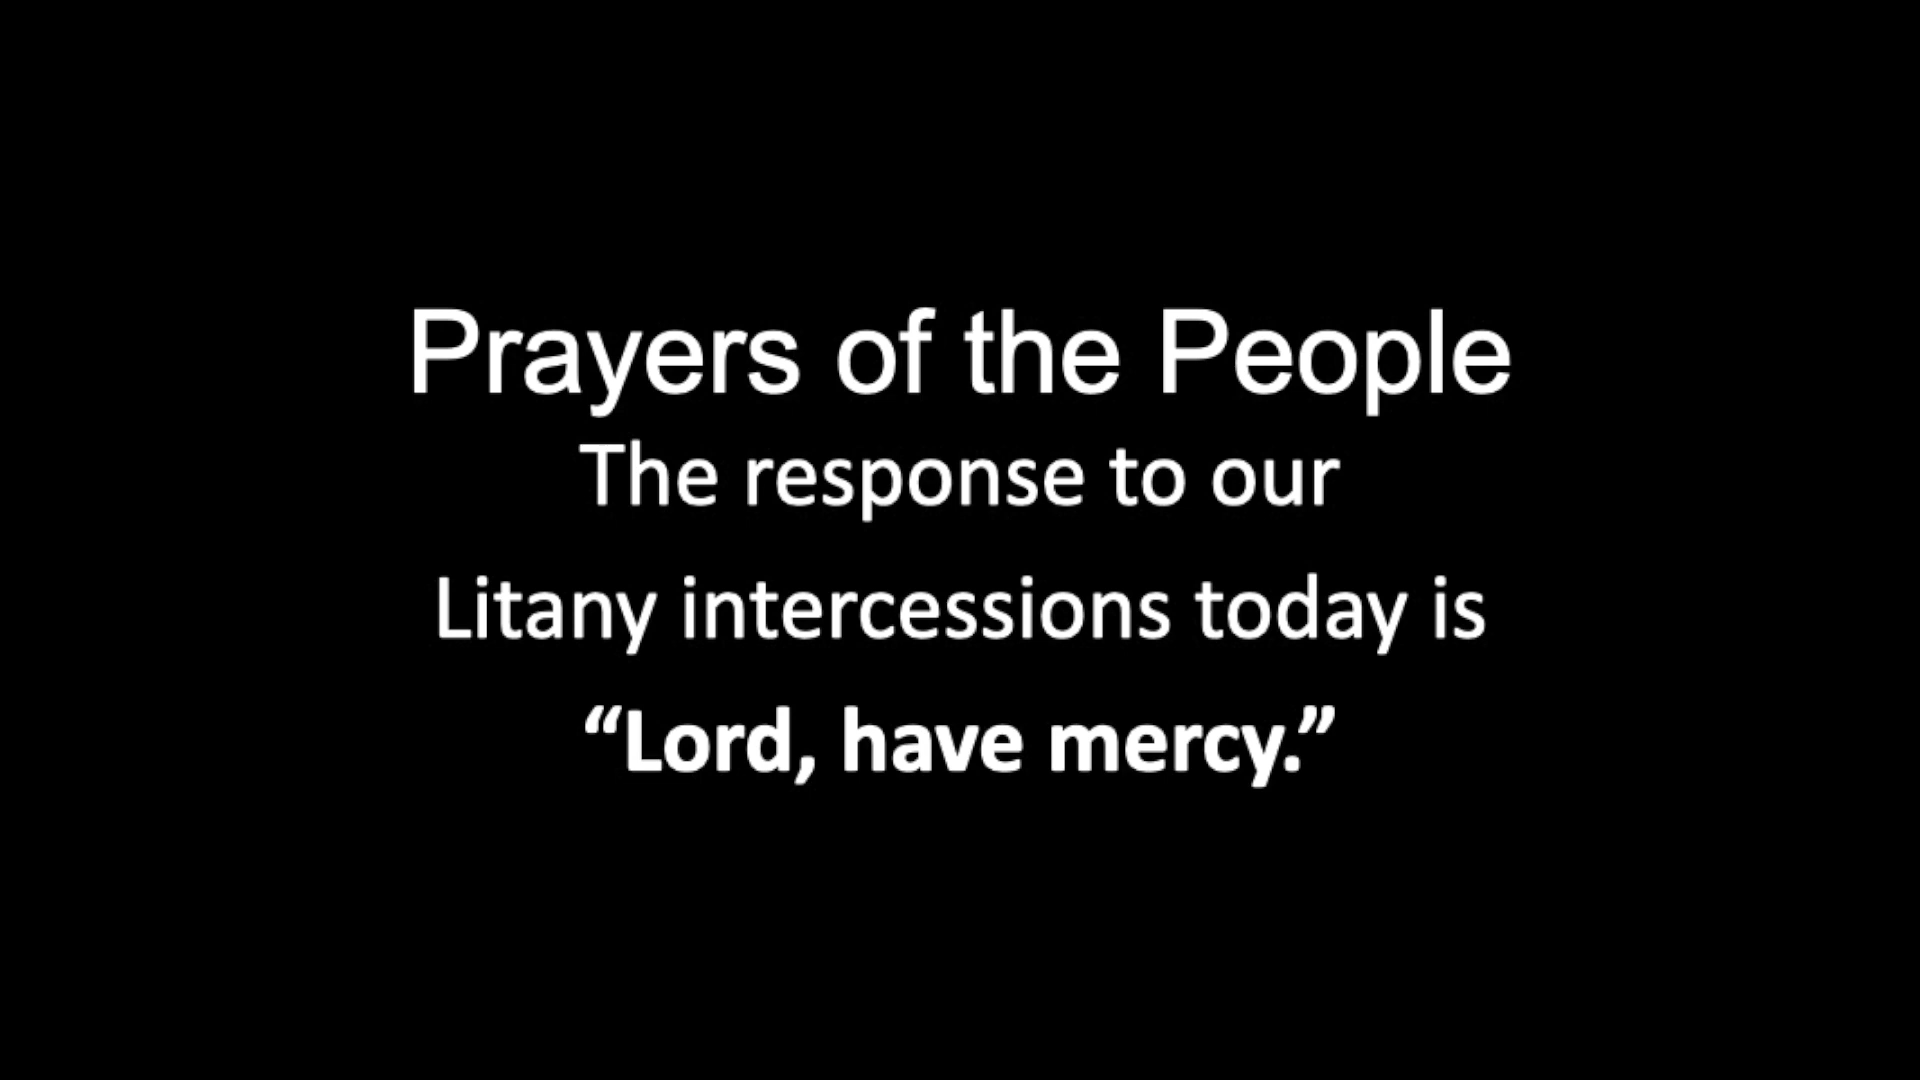 Prayers of the People
The response to our
Litany intercessions today is
“Lord, have mercy.”